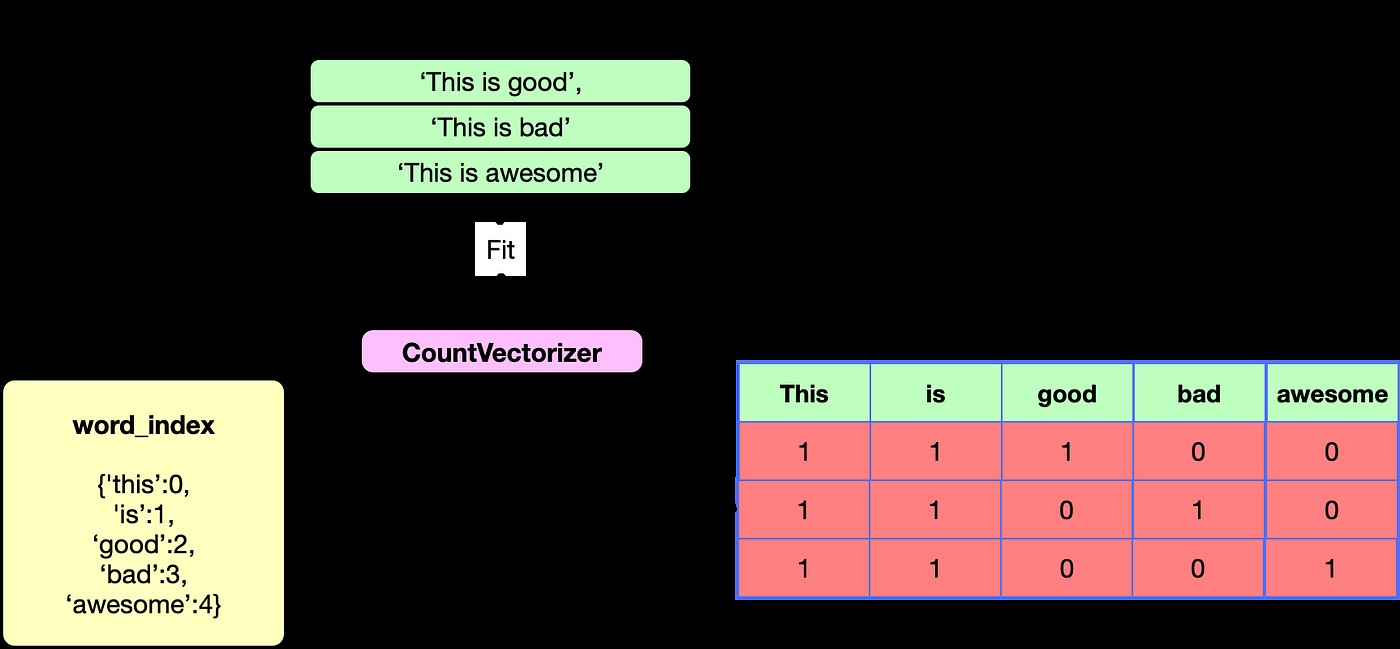 ‘This is good’,
‘This is bad’
‘This is awesome’
Fit
CountVectorizer
word_index
{'this’:0,
'is’:1,
‘good’:2,
‘bad’:3,
‘awesome’:4}
This is good bad awesome
1 1 1 0 0
1 1 0 1 0
1 1 0 0 1